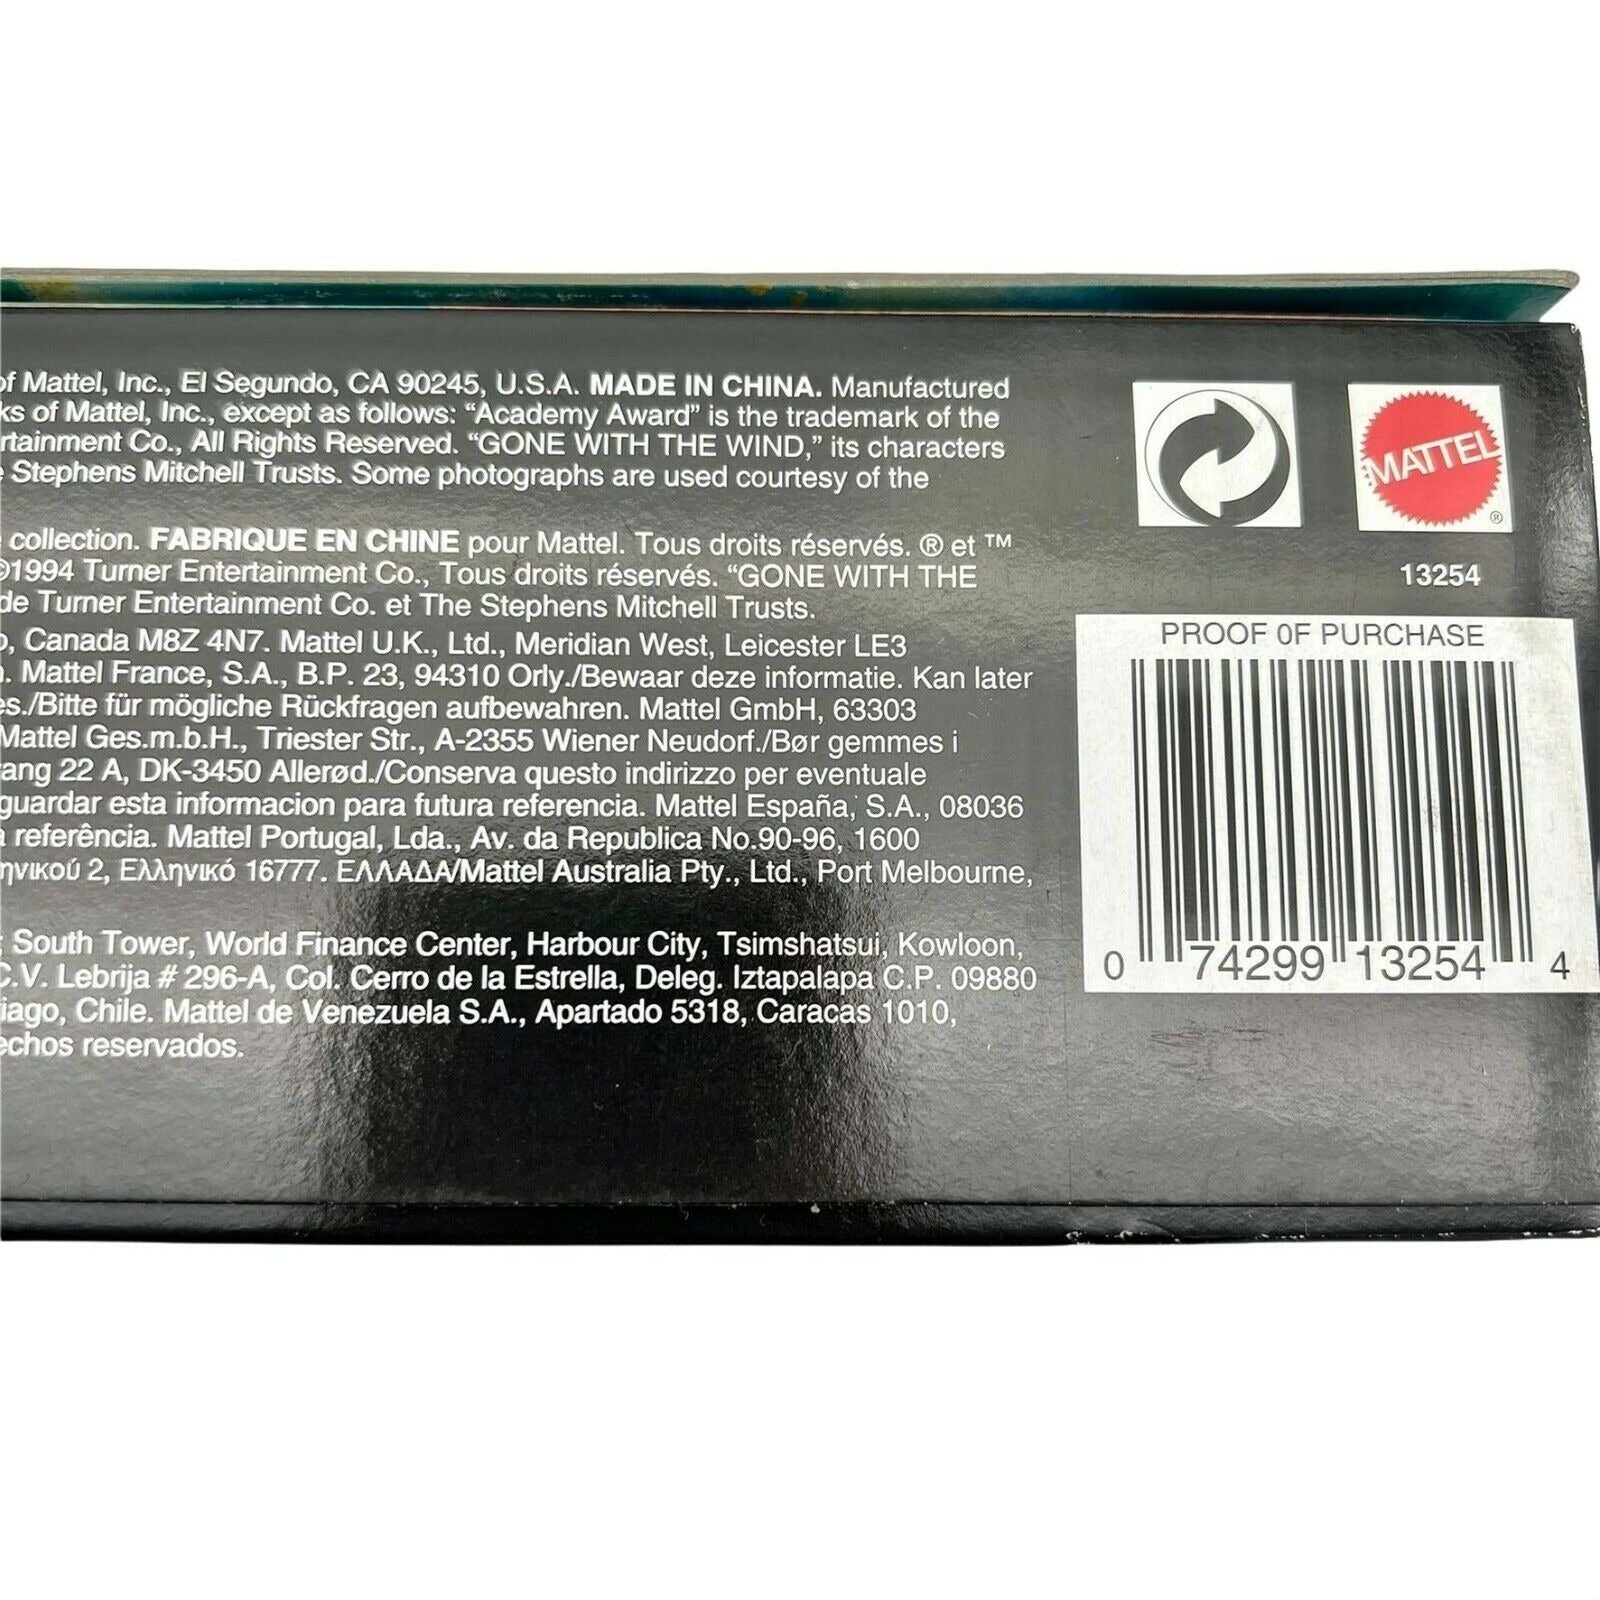 of Mattel, Inc., El Segundo, CA 90245, U.S.A. MADE IN CHINA. Manufactured
ks of Mattel, Inc., except as follows: “Academy Award” is the trademark of the
rtainment Co., All Rights Reserved. “GONE WITH THE WIND,” its characters
Stephens Mitchell Trusts. Some photographs are used courtesy of the
collection. FABRIQUE EN CHINE pour Mattel. Tous droits réservés. ® et ™
©1994 Turner Entertainment Co., Tous droits réservés. “GONE WITH THE
de Turner Entertainment Co. et The Stephens Mitchell Trusts.
o, Canada M8Z 4N7. Mattel U.K., Ltd., Meridian West, Leicester LE3
. Mattel France, S.A., B.P. 23, 94310 Orly./Bewaar deze informatie. Kan later
es./Bitte für mögliche Rückfragen aufbewahren. Mattel GmbH, 63303
Mattel Ges.m.b.H., Triester Str., A-2355 Wiener Neudorf./Bør gemmes i
ang 22 A, DK-3450 Allerød./Conserva questo indirizzo per eventuale
guardar esta informacion para futura referencia. Mattel España, S.A., 08036
a referência. Mattel Portugal, Lda., Av. da Republica No.90-96, 1600
ηνικού 2, Ελληνικό 16777. ΕΛΛΑΔΑ/Mattel Australia Pty., Ltd., Port Melbourne,
South Tower, World Finance Center, Harbour City, Tsimshatsui, Kowloon,
C.V. Lebrija # 296-A, Col. Cerro de la Estrella, Deleg. Iztapalapa C.P. 09880
iago, Chile. Mattel de Venezuela S.A., Apartado 5318, Caracas 1010,
echos reservados.
MATTEL ®
13254
PROOF OF PURCHASE
0 74299 13254 4